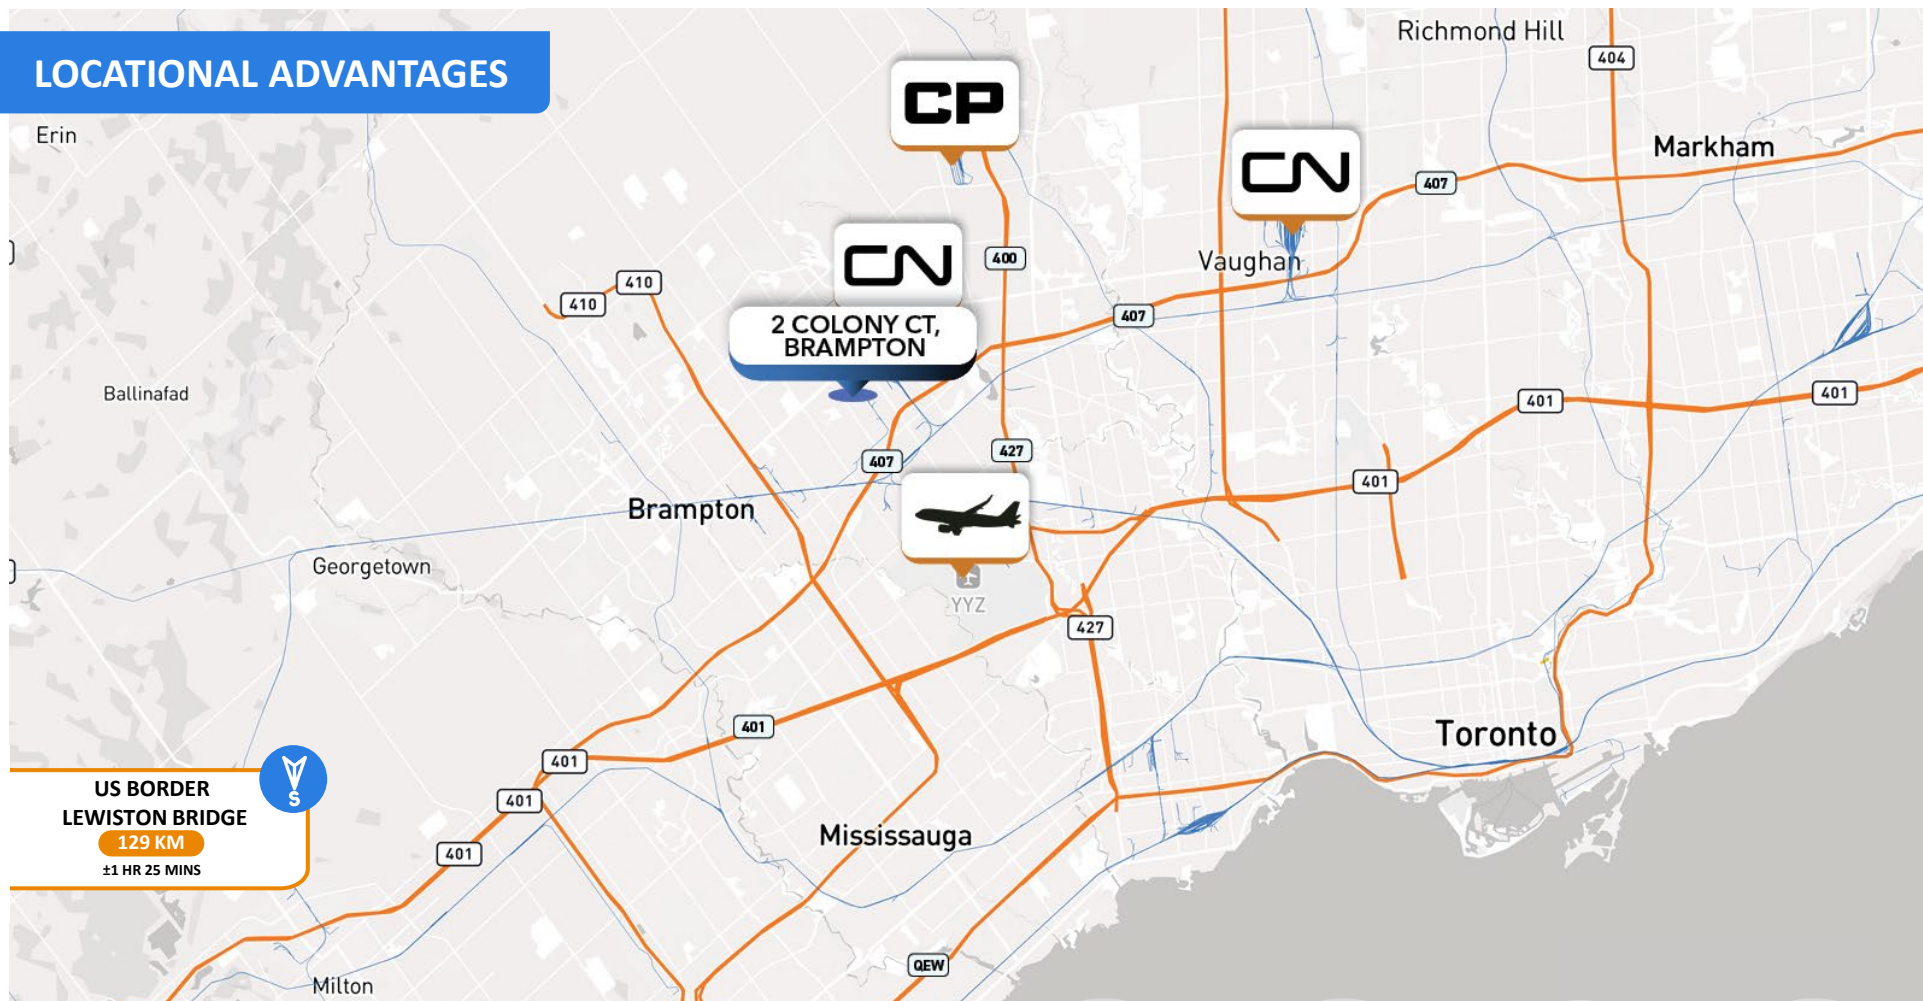 LOCATIONAL ADVANTAGES
Richmond Hill
404
CP
Erin
Markham
CN
407
CN
400
Vaughan
410
410
2 COLONY CT,
BRAMPTON
407
Ballinafad
401
401
427
407
401
Brampton
Georgetown
YYZ
427
401
Toronto
401
US BORDER
LEWISTON BRIDGE
129 KM
±1 HR 25 MINS
S
401
Mississauga
401
QEW
Milton